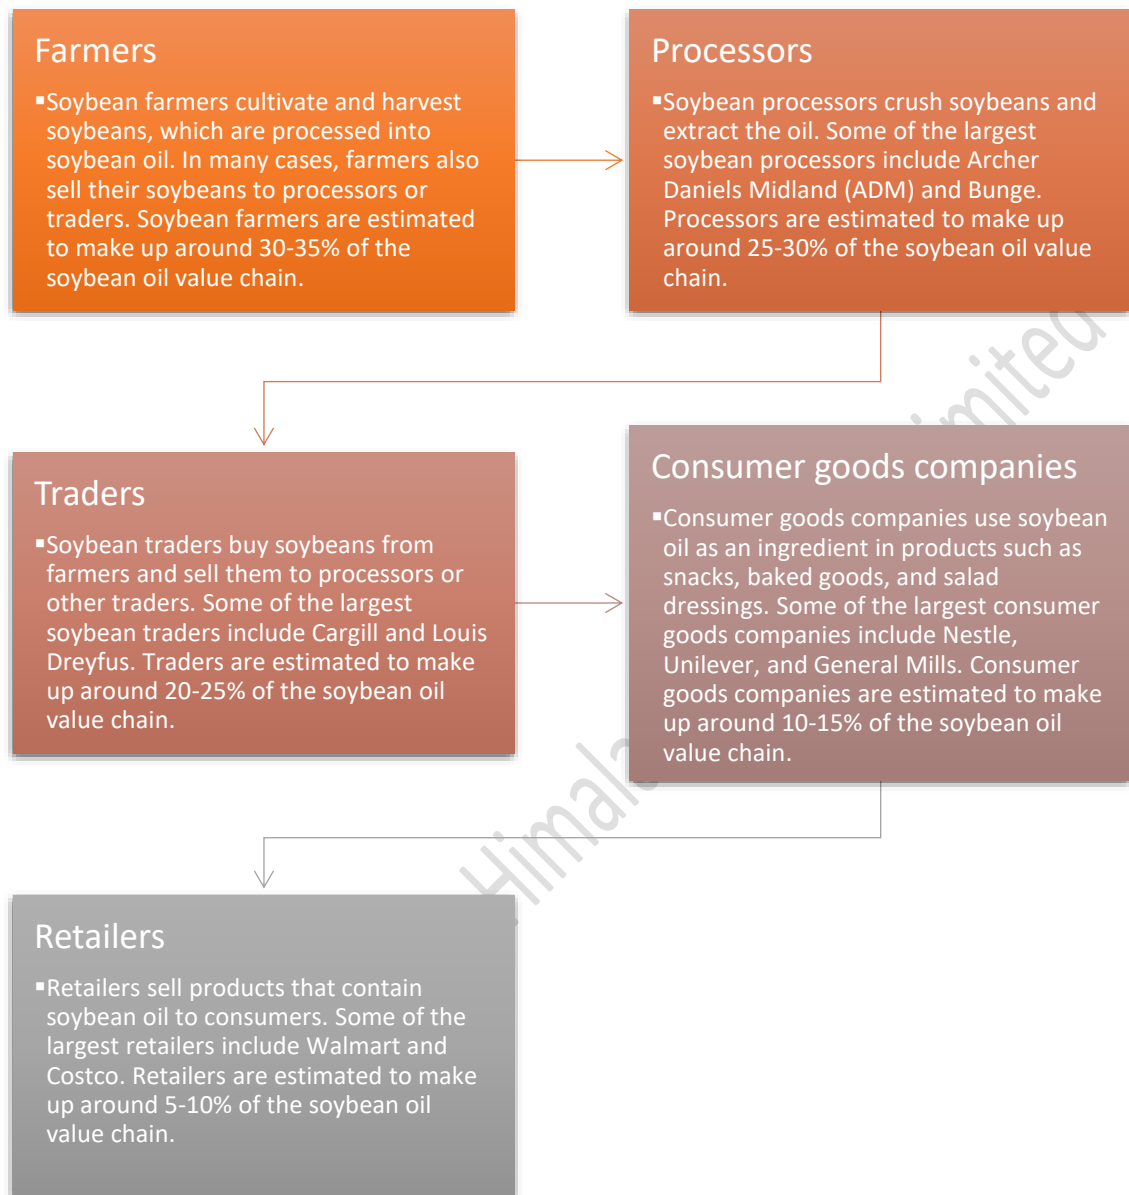 Farmers
▪Soybean farmers cultivate and harvest
soybeans, which are processed into
soybean oil. In many cases, farmers also
sell their soybeans to processors or
traders. Soybean farmers are estimated
to make up around 30-35% of the
soybean oil value chain.
Processors
▪Soybean processors crush soybeans and
extract the oil. Some of the largest
soybean processors include Archer
Daniels Midland (ADM) and Bunge.
Processors are estimated to make up
around 25-30% of the soybean oil value
chain.
Traders
▪Soybean traders buy soybeans from
farmers and sell them to processors or
other traders. Some of the largest
soybean traders include Cargill and Louis
Dreyfus. Traders are estimated to make
up around 20-25% of the soybean oil
value chain.
Consumer goods companies
▪Consumer goods companies use soybean
oil as an ingredient in products such as
snacks, baked goods, and salad
dressings. Some of the largest consumer
goods companies include Nestle,
Unilever, and General Mills. Consumer
goods companies are estimated to make
up around 10-15% of the soybean oil
value chain.
Retailers
▪Retailers sell products that contain
soybean oil to consumers. Some of the
largest retailers include Walmart and
Costco. Retailers are estimated to make
up around 5-10% of the soybean oil
value chain.